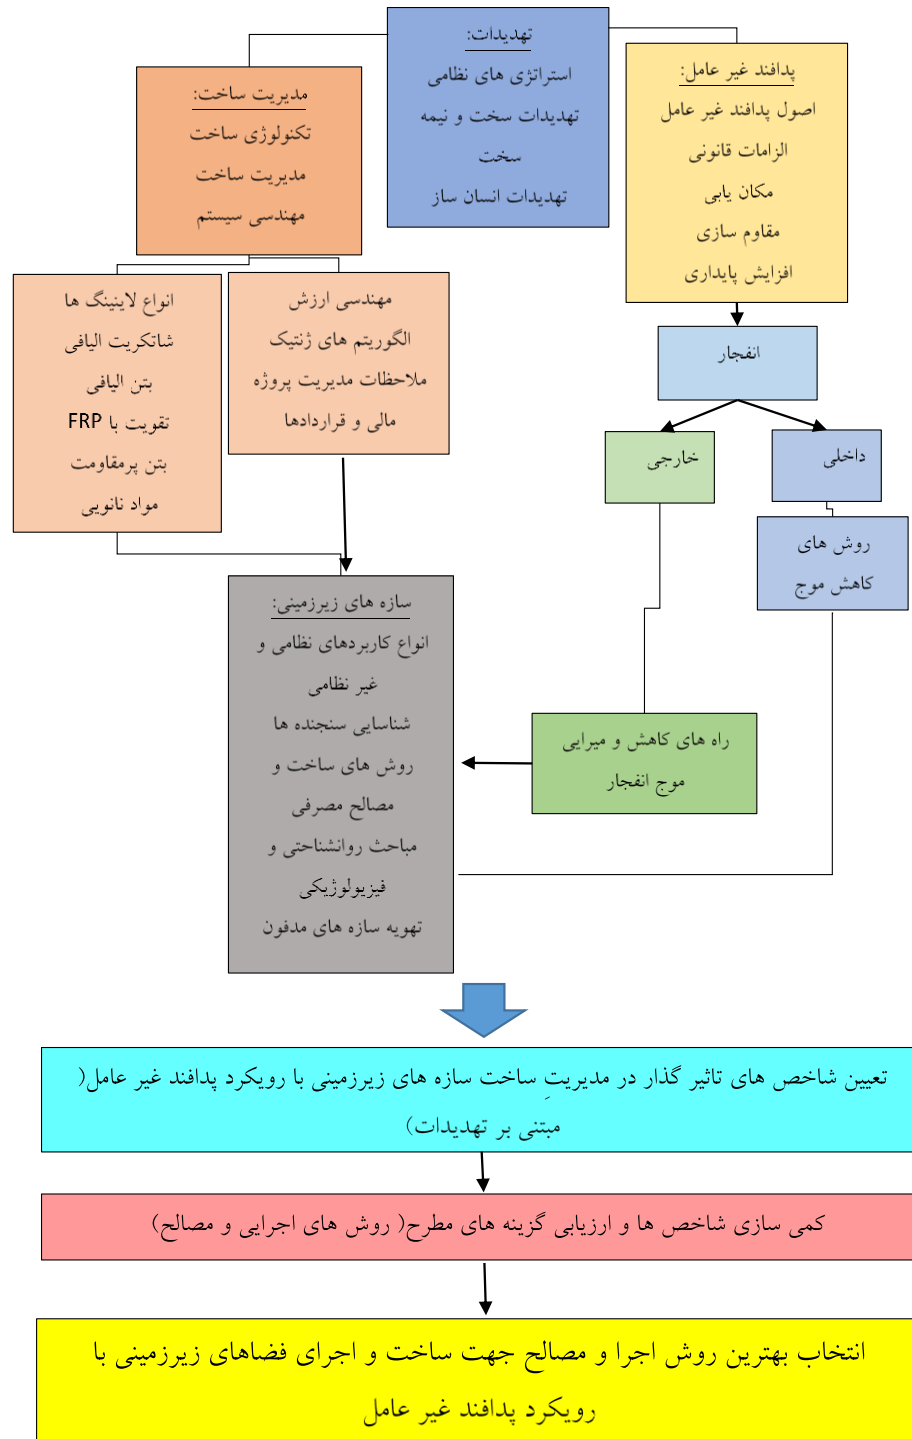 تهدیدات:
استراتژی های نظامی
تهدیدات سخت و نیمه
سخت
تهدیدات انسان ساز
پدافند غیر عامل:
اصول پدافند غیر عامل
الزامات قانونی
مکان یابی
مقاوم سازی
افزایش پایداری
مدیریت ساخت:
تکنولوژی ساخت
مدیریت ساخت
مهندسی سیستم
انواع لاینینگ ها
شاتکریت الیافی
بتن الیافی
تقویت با FRP
بتن پرمقاومت
مواد نانویی
مهندسی ارزش
الگوریتم های ژنتیک
ملاحظات مدیریت پروژه
مالی و قراردادها
انفجار
خارجی
داخلی
روش های
کاهش موج
سازه های زیرزمینی:
انواع کاربردهای نظامی و
غیر نظامی
شناسایی سنجنده ها
روش های ساخت و
مصالح مصرفی
مباحث روانشناختی و
فیزیولوژیکی
تهویه سازه های مدفون
راه های کاهش و میرایی
موج انفجار
تعیین شاخص های تاثیر گذار در مدیریتِ ساخت سازه های زیرزمینی با رویکرد پدافند غیر عامل(
مبتنی بر تهدیدات)
کمی سازی شاخص ها و ارزیابی گزینه های مطرح( روش های اجرایی و مصالح)
انتخاب بهترین روش اجرا و مصالح جهت ساخت و اجرای فضاهای زیرزمینی با
رویکرد پدافند غیر عامل